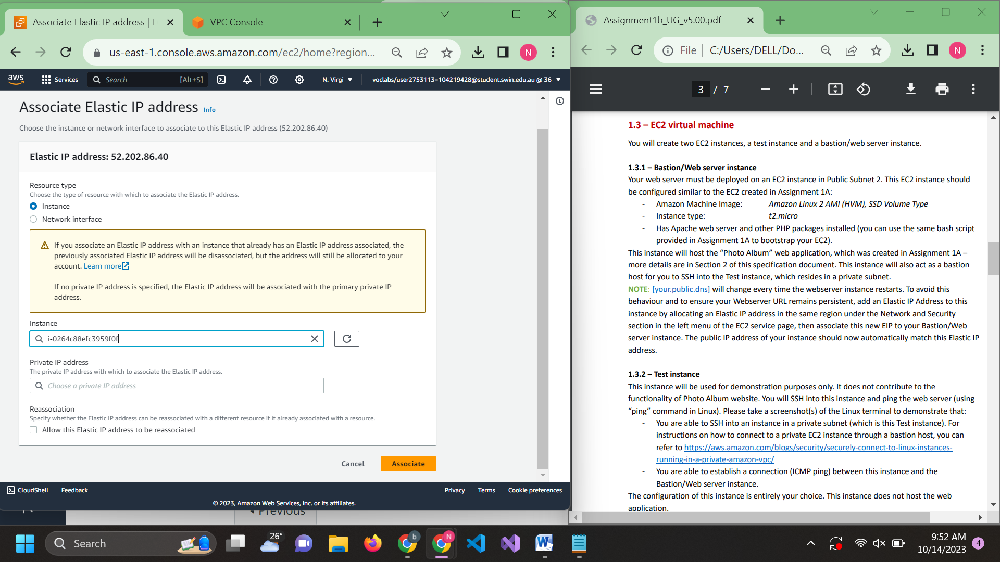 Associate Elastic IP address | E
VPC Console
us-east-1.console.aws.amazon.com/ec2/home?region...
N
aws
Services
Search
[Alt+S]
N. Virgi
voclabs/user2753113=104219428@student.swin.edu.au @ 36
Associate Elastic IP address Info
Choose the instance or network interface to associate to this Elastic IP address (52.202.86.40)
Elastic IP address: 52.202.86.40
Resource type
Choose the type of resource with which to associate the Elastic IP address.
Instance
Network interface
If you associate an Elastic IP address with an instance that already has an Elastic IP address associated, the
previously associated Elastic IP address will be disassociated, but the address will still be allocated to your
account. Learn more
If no private IP address is specified, the Elastic IP address will be associated with the primary private IP
address.
Instance
i-0264c88efc3959f0f
Private IP address
The private IP address with which to associate the Elastic IP address.
Choose a private IP address
Reassociation
Specify whether the Elastic IP address can be reassociated with a different resource if it already associated with a resource.
Allow this Elastic IP address to be reassociated
Cancel
Associate
CloudShell
Feedback
Privacy
Terms
Cookie preferences
© 2023, Amazon Web Services, Inc. or its affiliates.
Previous
Assignment1b_UG_v5.00.pdf
File
C:/Users/DELL/Do...
N
3 / 7
1.3 – EC2 virtual machine
You will create two EC2 instances, a test instance and a bastion/web server instance.
1.3.1 – Bastion/Web server instance
Your web server must be deployed on an EC2 instance in Public Subnet 2. This EC2 instance should
be configured similar to the EC2 created in Assignment 1A:
- Amazon Machine Image: Amazon Linux 2 AMI (HVM), SSD Volume Type
- Instance type: t2.micro
- Has Apache web server and other PHP packages installed (you can use the same bash script
provided in Assignment 1A to bootstrap your EC2).
This instance will host the “Photo Album” web application, which was created in Assignment 1A –
more details are in Section 2 of this specification document. This instance will also act as a bastion
host for you to SSH into the Test instance, which resides in a private subnet.
NOTE: [your.public.dns] will change every time the webserver instance restarts. To avoid this
behaviour and to ensure your Webserver URL remains persistent, add an Elastic IP Address to this
instance by allocating an Elastic IP address in the same region under the Network and Security
section in the left menu of the EC2 service page, then associate this new EIP to your Bastion/Web
server instance. The public IP address of your instance should now automatically match this Elastic IP
address.
1.3.2 – Test instance
This instance will be used for demonstration purposes only. It does not contribute to the
functionality of Photo Album website. You will SSH into this instance and ping the web server (using
“ping” command in Linux). Please take a screenshot(s) of the Linux terminal to demonstrate that:
- You are able to SSH into an instance in a private subnet (which is this Test instance). For
instructions on how to connect to a private EC2 instance through a bastion host, you can
refer to https://aws.amazon.com/blogs/security/securely-connect-to-linux-instances-
running-in-a-private-amazon-vpc/
- You are able to establish a connection (ICMP ping) between this instance and the
Bastion/Web server instance.
The configuration of this instance is entirely your choice. This instance does not host the web
application.
Search
26°
b
N
9:52 AM
10/14/2023
4